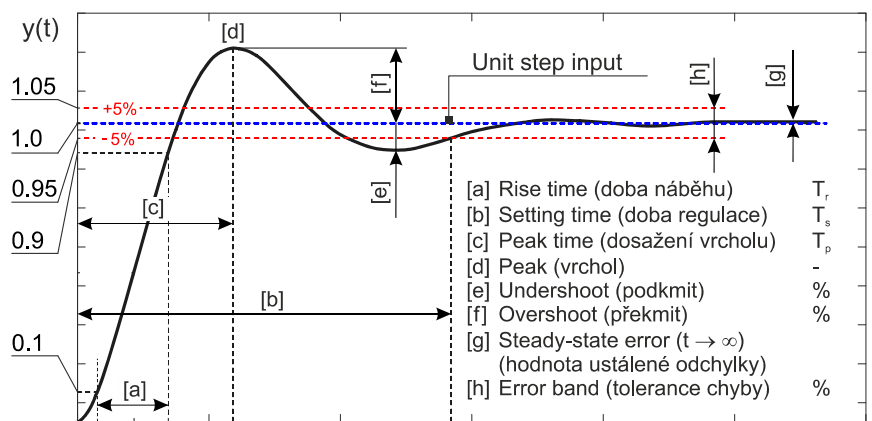 y(t)
[d]
1.05
+5%
1.0
-5%
0.95
0.9
0.1
[c]
[b]
[a]
[f]
[e]
Unit step input
[h]
[g]
[a] Rise time (doba náběhu) Tr
[b] Setting time (doba regulace) Ts
[c] Peak time (dosažení vrcholu) Tp
[d] Peak (vrchol) -
[e] Undershoot (podkmit) %
[f] Overshoot (překmit) %
[g] Steady-state error (t → ∞)
(hodnota ustálené odchylky)
[h] Error band (tolerance chyby) %